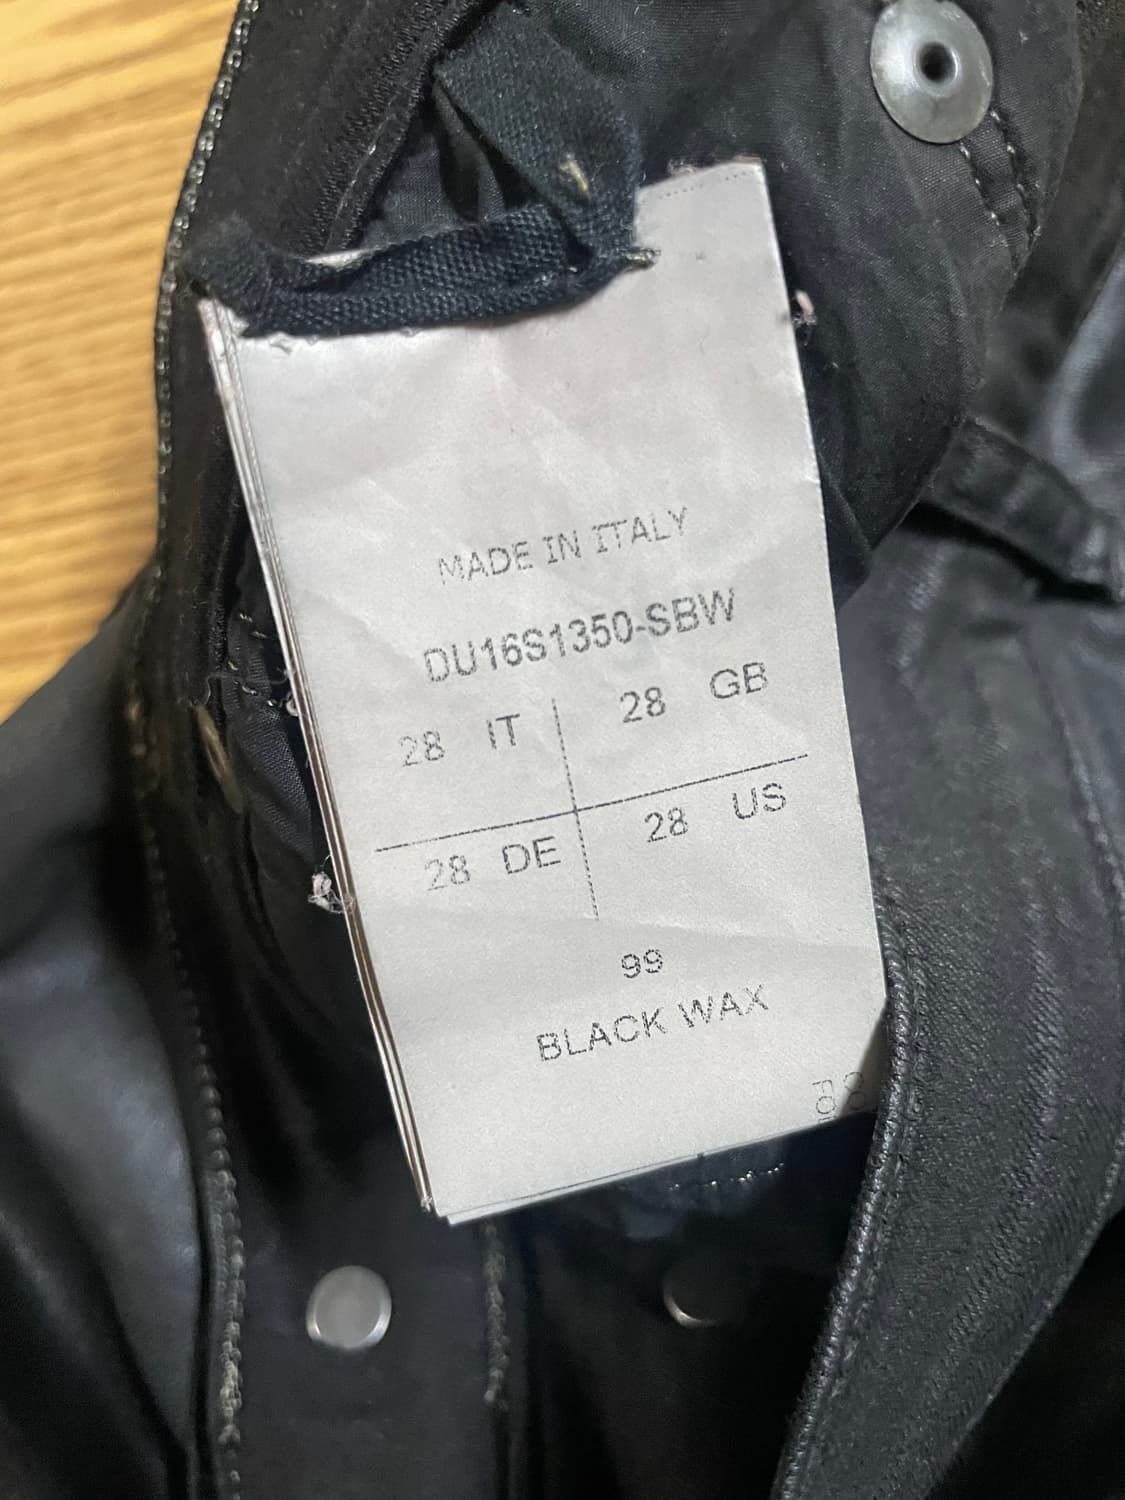 MADE IN ITALY
DU16S1350-SBW
28 IT 28 GB
28 DE 28 US
99
BLACK WAX